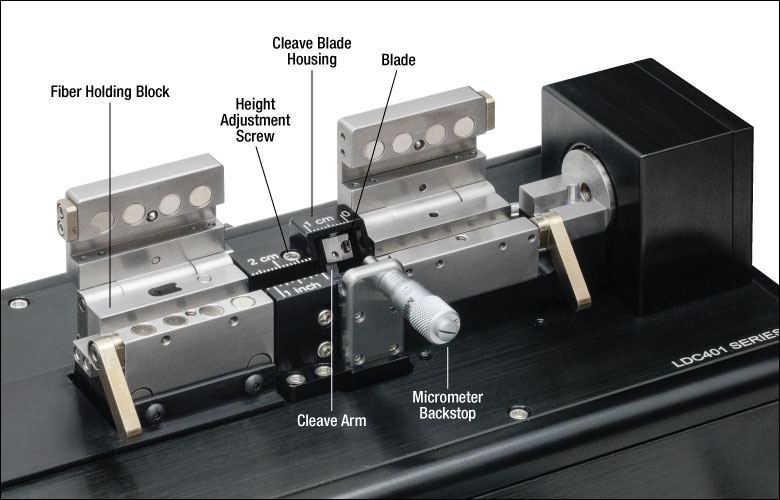 Cleave Blade
Housing
Blade
Fiber Holding Block
Height
Adjustment
Screw
1 cm 0
2 cm
1 inch
LDC401 SERIES
Micrometer
Backstop
Cleave Arm